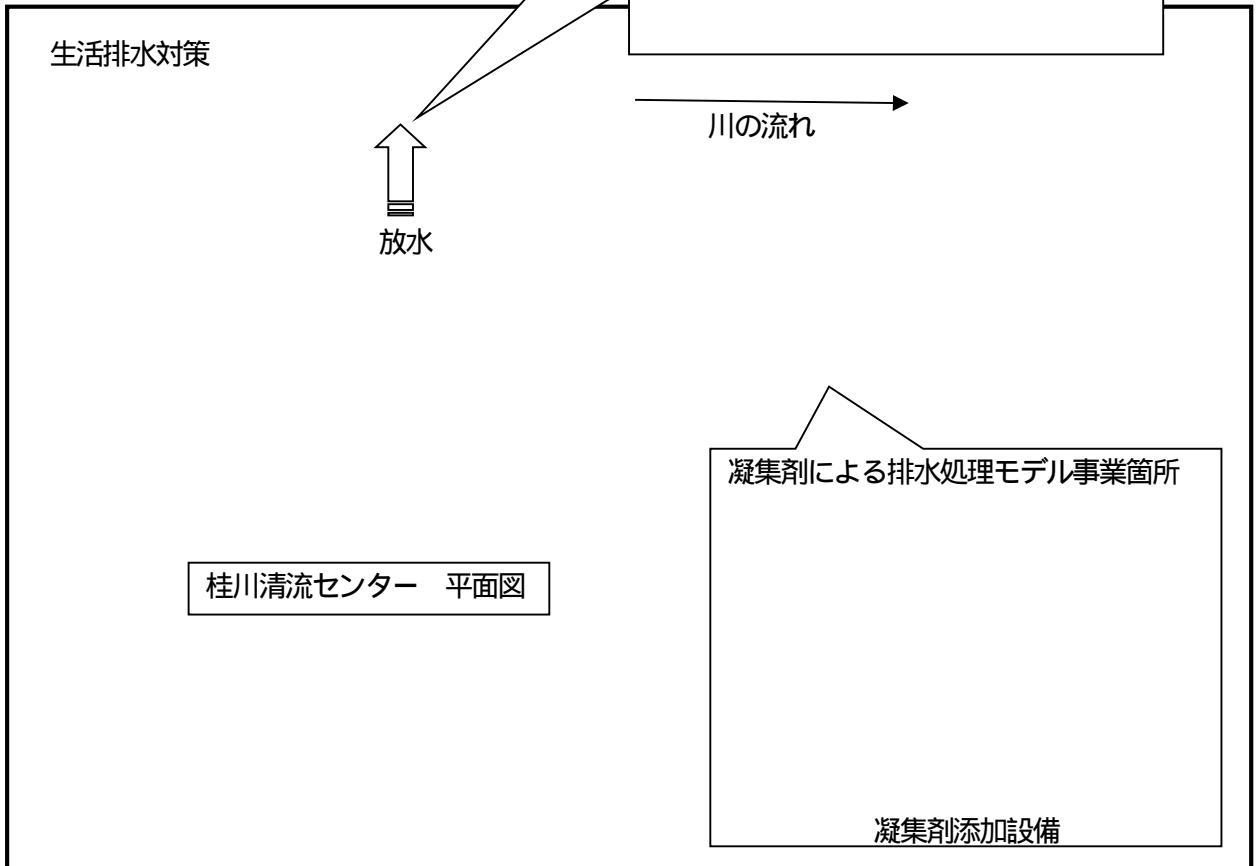 生活排水対策
川の流れ
放水
凝集剤による排水処理モデル事業箇所
桂川清流センター　平面図
凝集剤添加設備